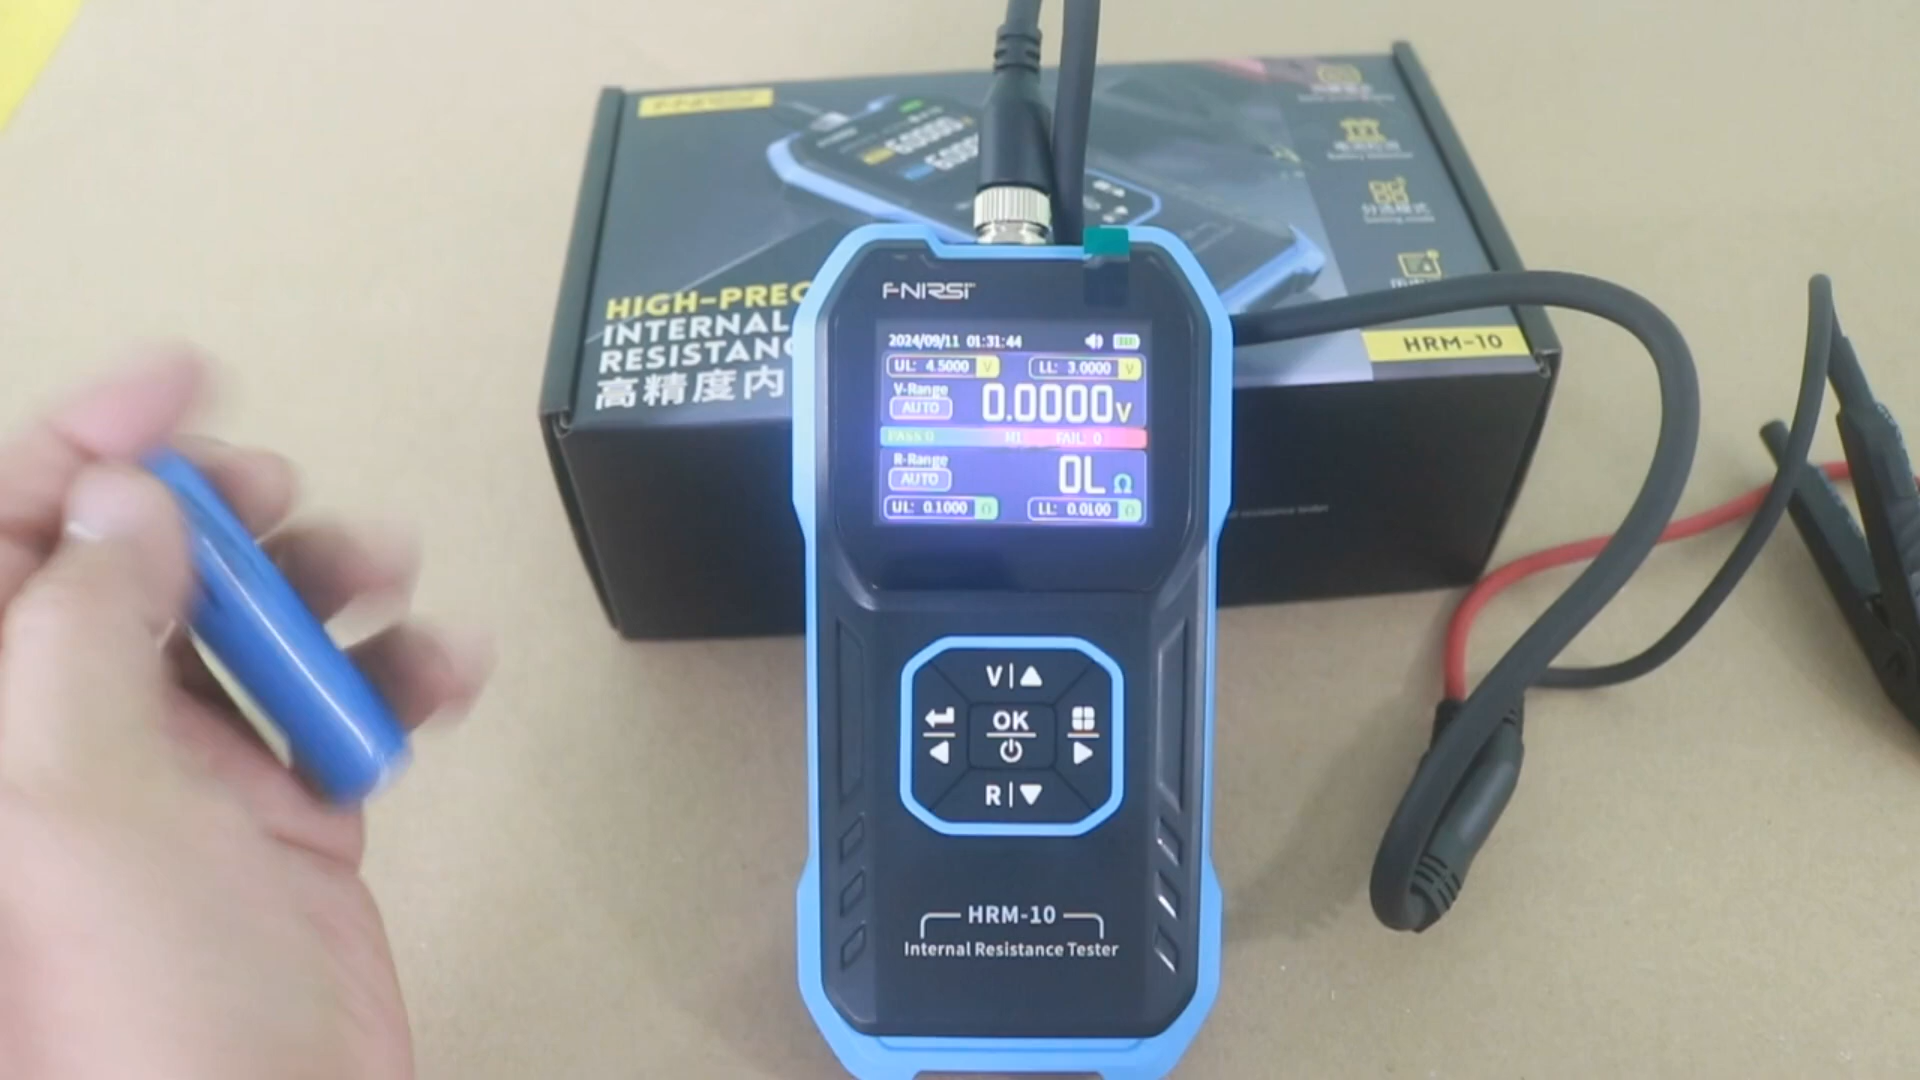 FNIRSI
HIGH-PREC
INTERNAL
RESISTANC
高精度内
HRM-10
FNIRSI
2024/09/11 01:31:44
UL: 4.5000 V
LL: 3.0000 V
V-Range
AUTO
0.0000V
PASS 0
M1
FAIL 0
R-Range
AUTO
0L Ω
UL: 0.1000 Ω
LL: 0.0100 Ω
V
OK
R
HRM-10
Internal Resistance Tester